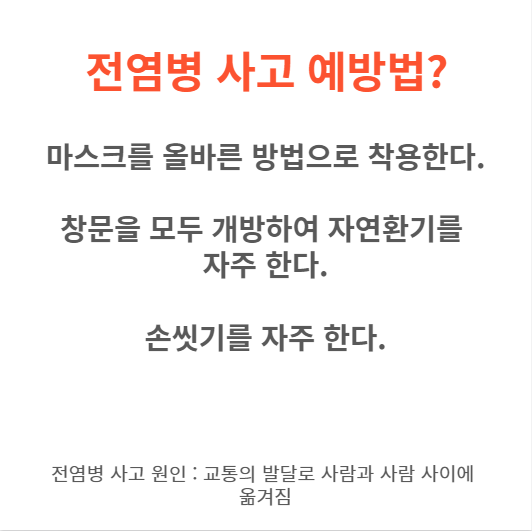 전염병 사고 예방법?
마스크를 올바른 방법으로 착용한다.
창문을 모두 개방하여 자연환기를
자주 한다.
손씻기를 자주 한다.
전염병 사고 원인 : 교통의 발달로 사람과 사람 사이에
옮겨짐